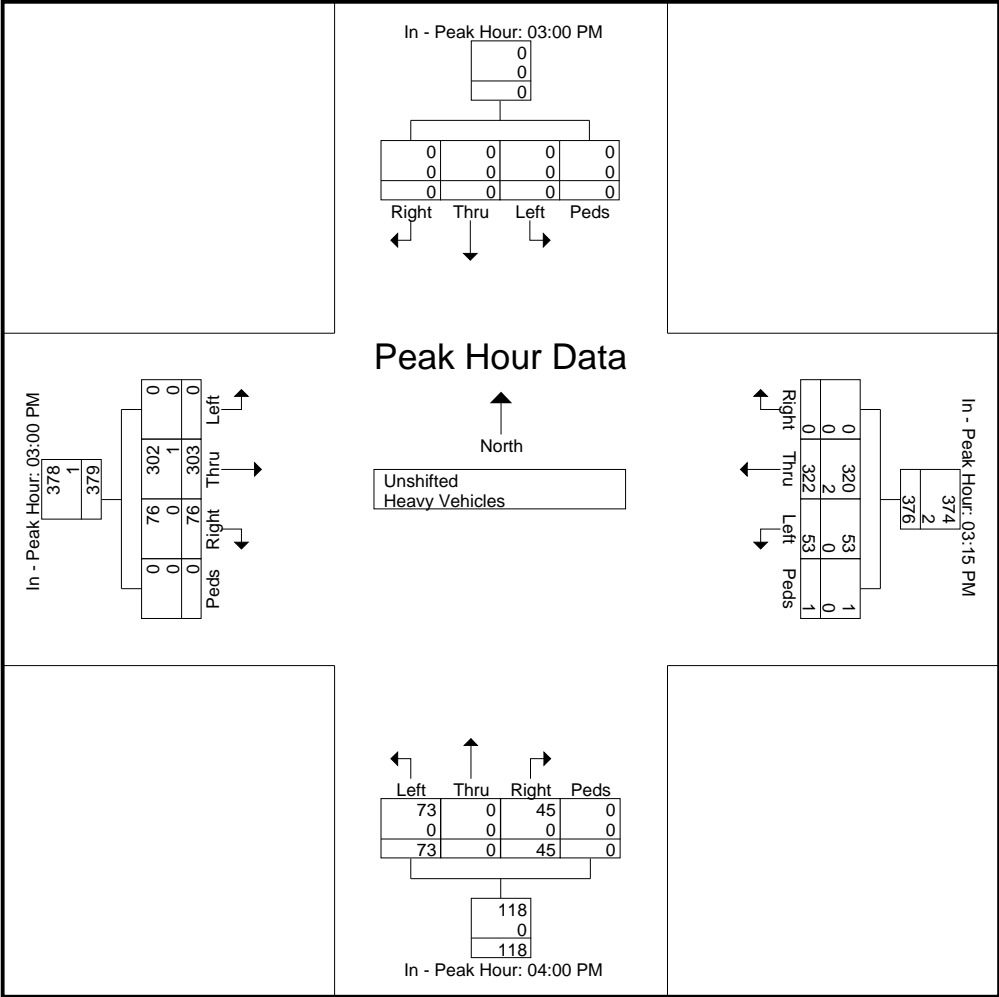 In - Peak Hour: 03:00 PM
0
0
0
0 0 0 0
0 0 0 0
0 0 0 0
Right Thru Left Peds
Peak Hour Data
North
Unshifted
Heavy Vehicles
In - Peak Hour: 03:00 PM
378
1
379
0 302 76 0
0 1 0 0
0 303 76 0
Left Thru Right Peds
In - Peak Hour: 03:15 PM
374
2
376
0 320 53 1
0 2 0 0
0 322 53 1
Right Thru Left Peds
Left Thru Right Peds
73 0 45 0
0 0 0 0
73 0 45 0
118
0
118
In - Peak Hour: 04:00 PM